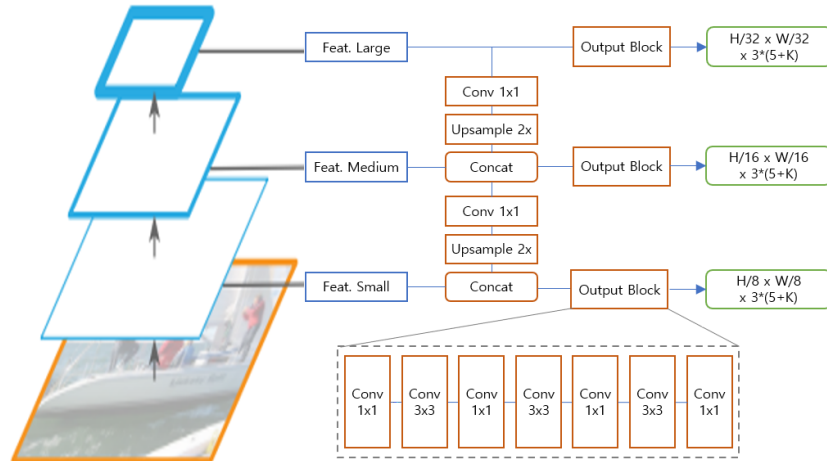 Feat. Large
Output Block
H/32 x W/32
x 3*(5+K)
Conv 1x1
Upsample 2x
Feat. Medium
Concat
Output Block
H/16 x W/16
x 3*(5+K)
Conv 1x1
Upsample 2x
Feat. Small
Concat
Output Block
H/8 x W/8
x 3*(5+K)
Conv
1x1
Conv
3x3
Conv
1x1
Conv
3x3
Conv
1x1
Conv
3x3
Conv
1x1